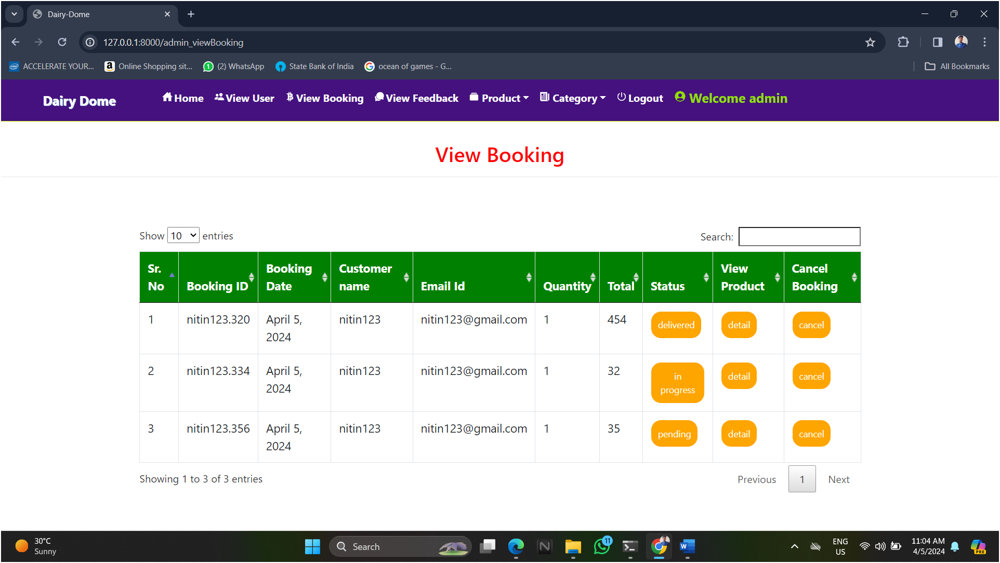 Dairy-Dome
127.0.0.1:8000/admin_viewBooking
ACCELERATE YOUR... Online Shopping sit... (2) WhatsApp State Bank of India ocean of games - G... All Bookmarks
Dairy Dome Home View User View Booking View Feedback Product Category Logout Welcome admin
View Booking
Show 10 entries Search:
Sr. No Booking ID Booking Date Customer name Email Id Quantity Total Status View Product Cancel Booking
1 nitin123.320 April 5, 2024 nitin123 nitin123@gmail.com 1 454 delivered detail cancel
2 nitin123.334 April 5, 2024 nitin123 nitin123@gmail.com 1 32 in progress detail cancel
3 nitin123.356 April 5, 2024 nitin123 nitin123@gmail.com 1 35 pending detail cancel
Showing 1 to 3 of 3 entries Previous 1 Next
30°C
Sunny
Search
11
ENG
US
11:04 AM
4/5/2024
PRE